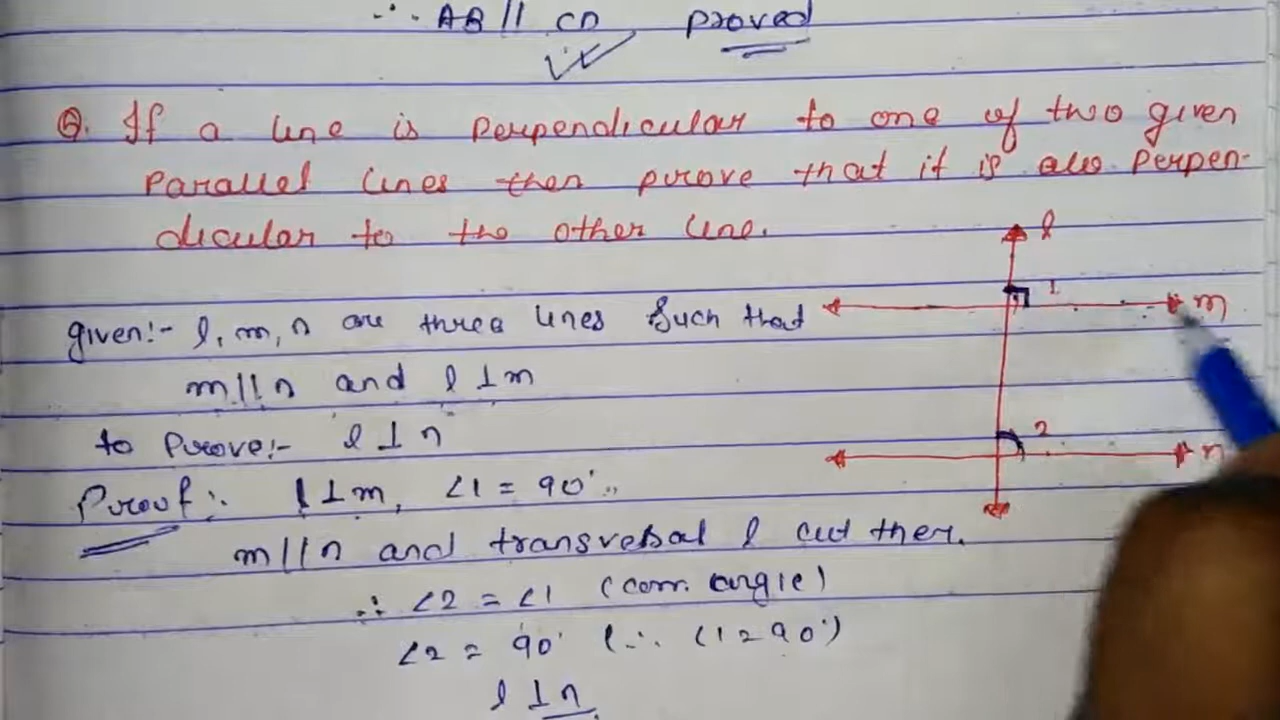 ∴ AB || CD proved
Q. If a line is perpendicular to one of two given
parallel lines then prove that it is also perpen-
dicular to the other line.
l
1
m
given:- l, m, n are three lines such that
m||n and l⊥m
to prove:- l⊥n
2
n
Proof:- l⊥m, ∠1 = 90°
m||n and transversal l cut them.
∴ ∠2 = ∠1 (corr. angle)
∠2 = 90° (∵ ∠1 = 90°)
l⊥n